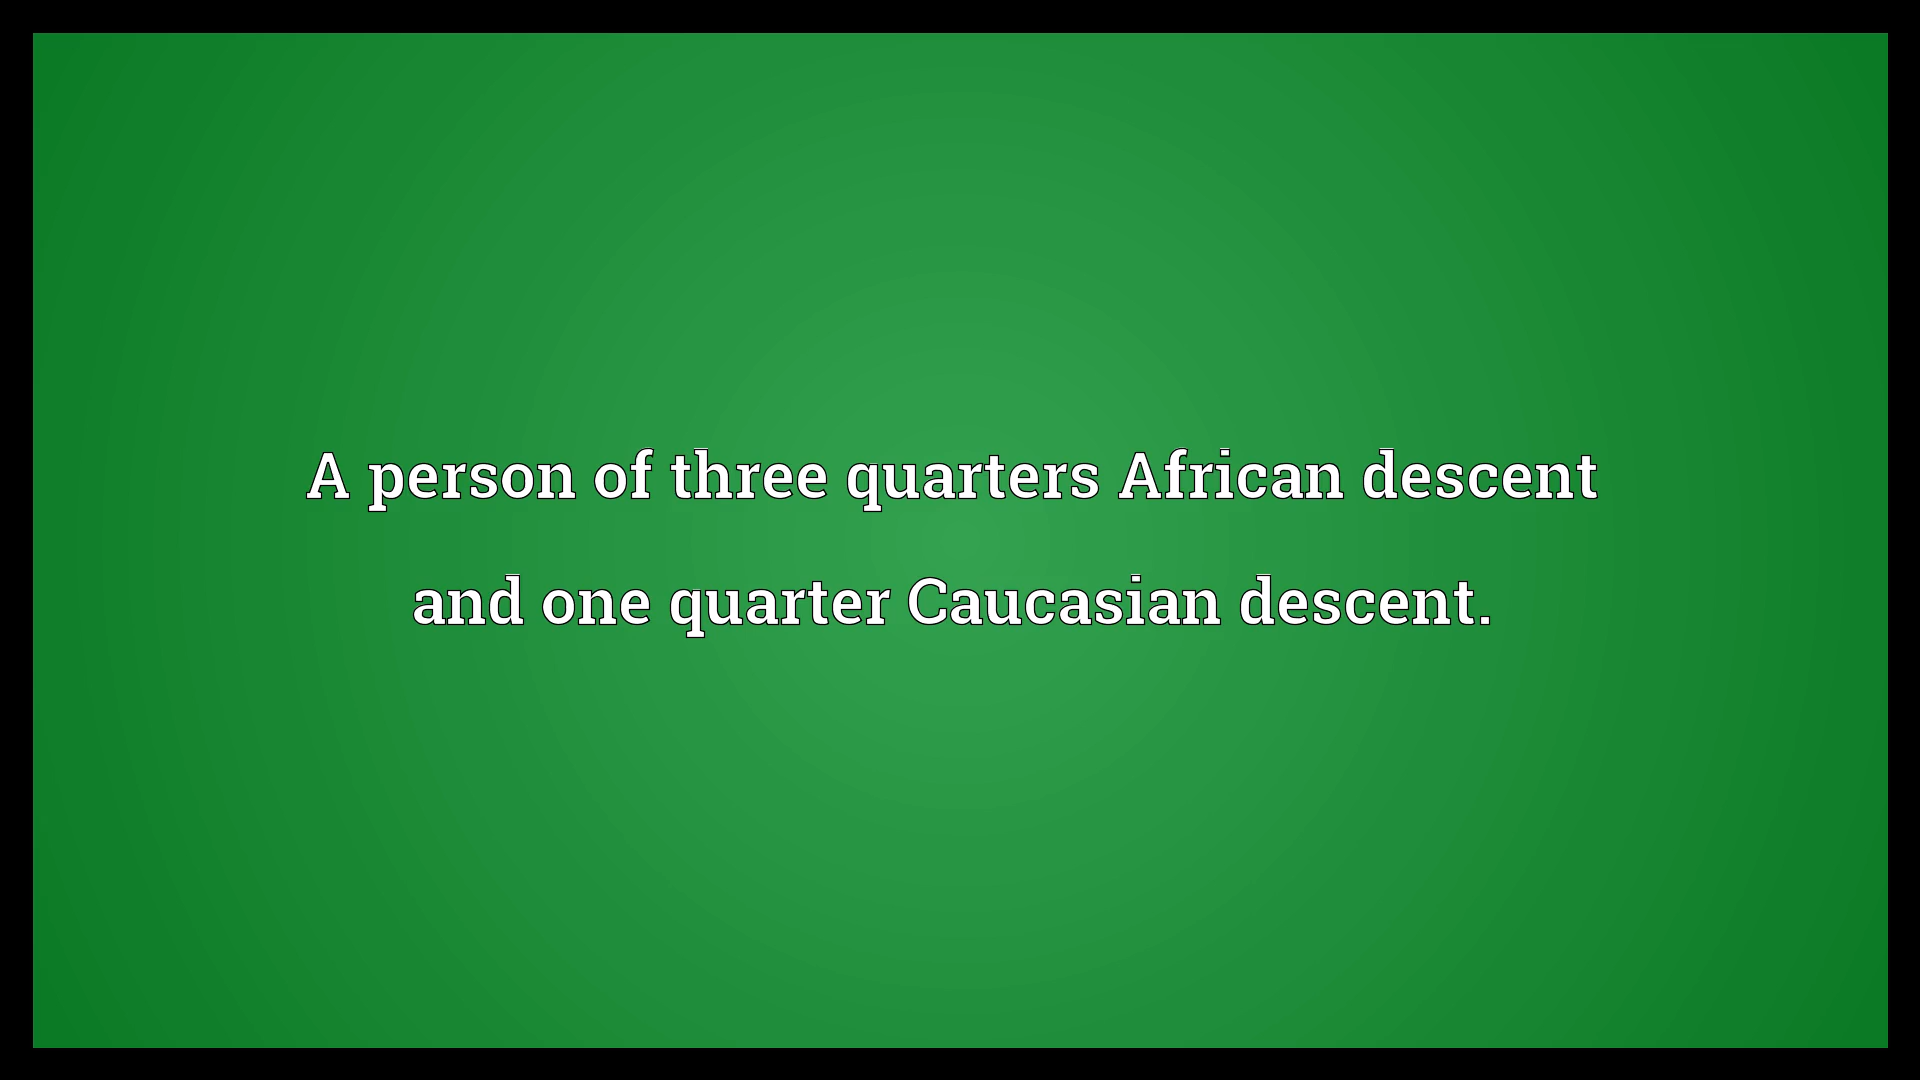 A person of three quarters African descent
and one quarter Caucasian descent.